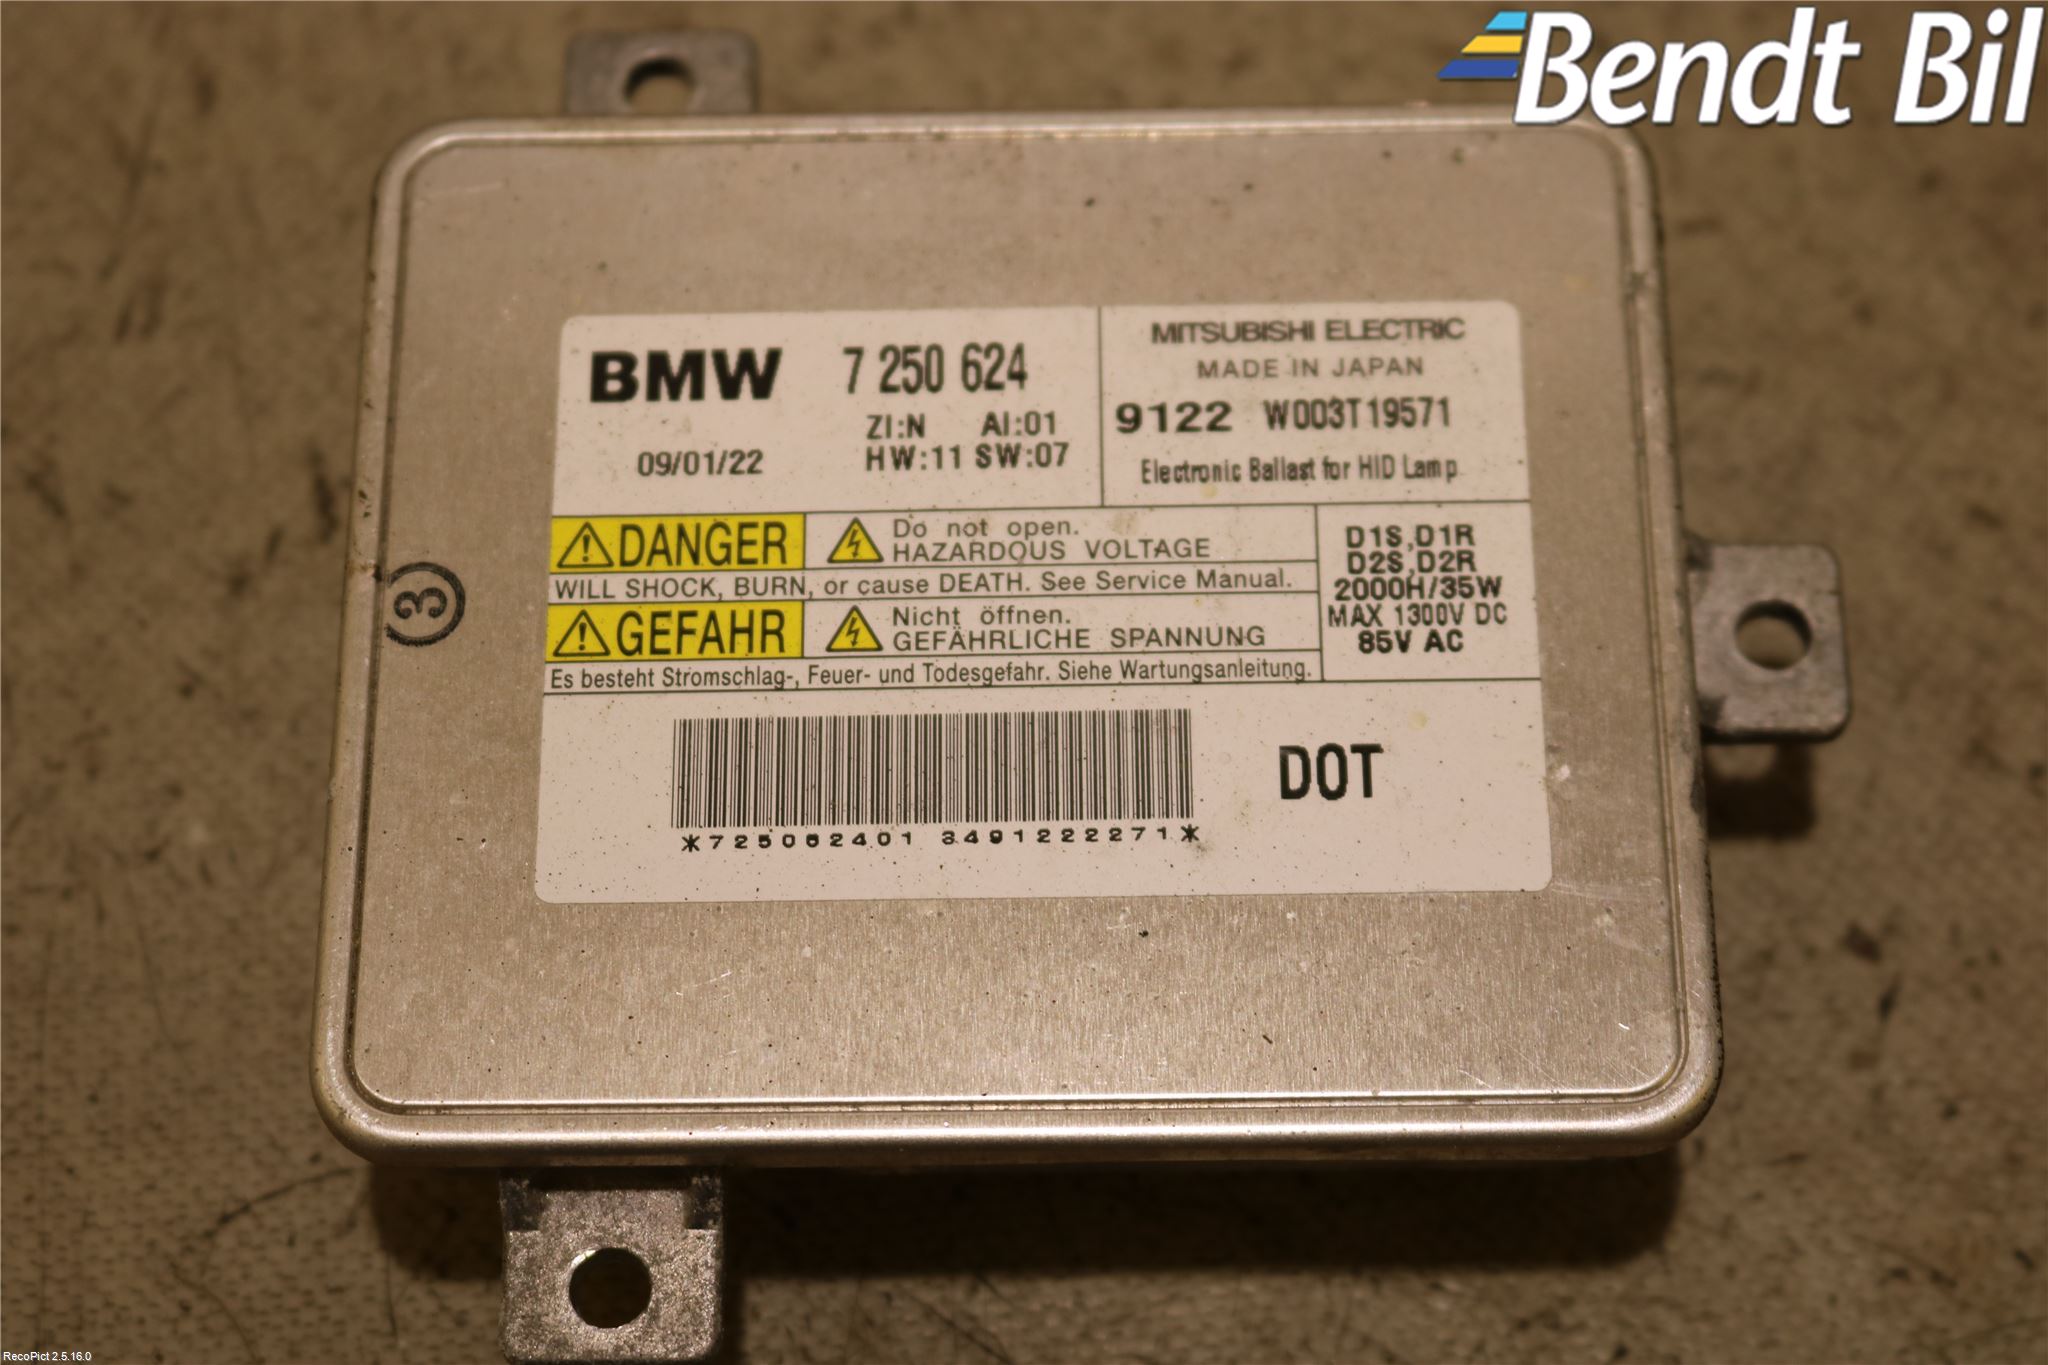 Bendt Bil
BMW 7 250 624
ZI:N AI:01
09/01/22 HW:11 SW:07
MITSUBISHI ELECTRIC
MADE IN JAPAN
9122 W003T19571
Electronic Ballast for HID Lamp
DANGER
Do not open.
HAZARDOUS VOLTAGE
WILL SHOCK, BURN, or cause DEATH. See Service Manual.
GEFAHR
Nicht öffnen.
GEFÄHRLICHE SPANNUNG
Es besteht Stromschlag-, Feuer- und Todesgefahr. Siehe Wartungsanleitung.
D1S,D1R
D2S,D2R
2000H/35W
MAX 1300V DC
85V AC
3
*725062401 3491222271*
DOT
RecoPict 2.5.16.0